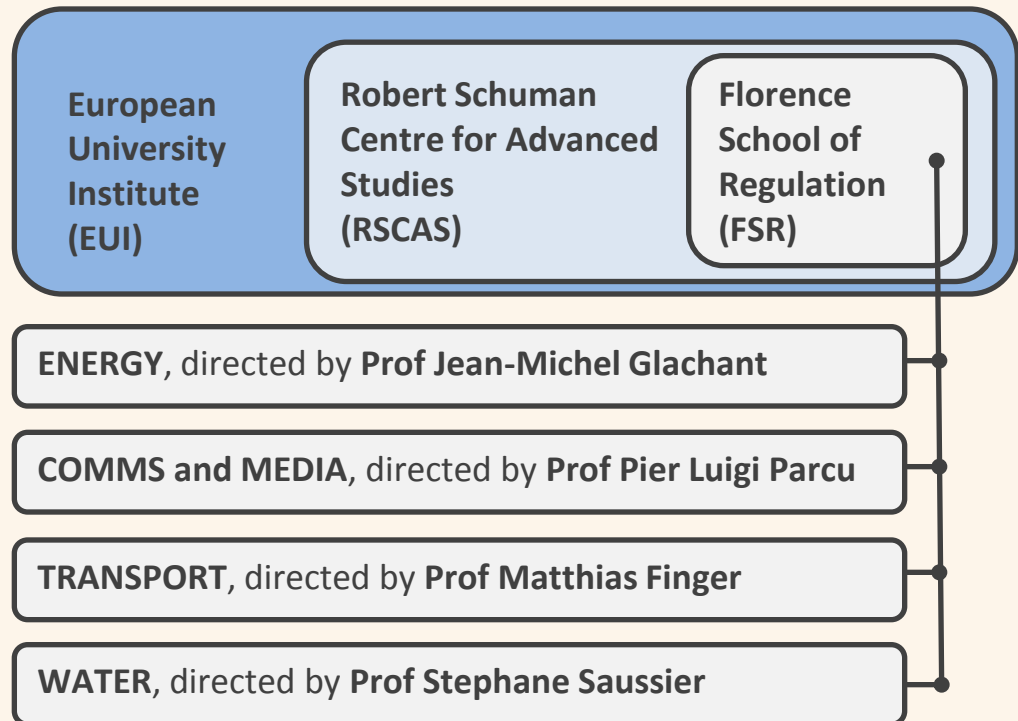 European
University
Institute
(EUI)
Robert Schuman
Centre for Advanced
Studies
(RSCAS)
Florence
School of
Regulation
(FSR)
ENERGY, directed by Prof Jean-Michel Glachant
COMMS and MEDIA, directed by Prof Pier Luigi Parcu
TRANSPORT, directed by Prof Matthias Finger
WATER, directed by Prof Stephane Saussier